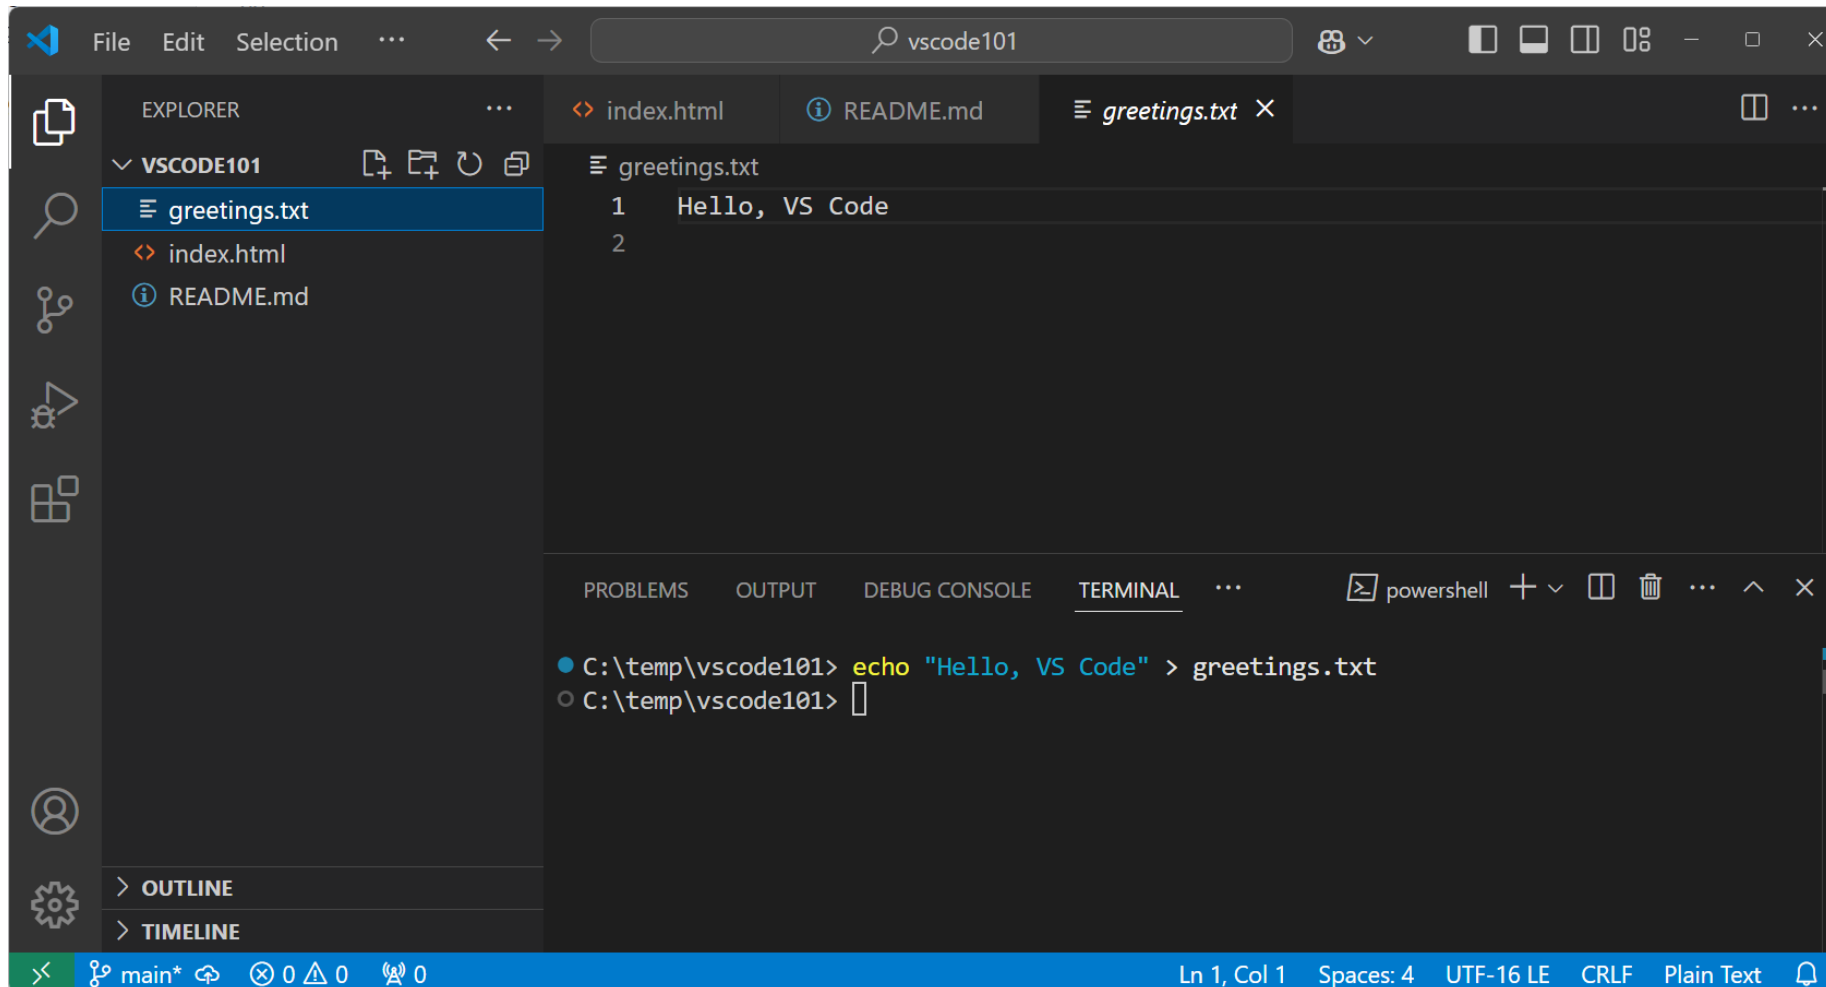 File Edit Selection ··· vscode101
EXPLORER ···
VSCODE101
greetings.txt
index.html
README.md
OUTLINE
TIMELINE
index.html README.md greetings.txt
greetings.txt
1 Hello, VS Code
2
PROBLEMS OUTPUT DEBUG CONSOLE TERMINAL ··· powershell
C:\temp\vscode101> echo "Hello, VS Code" > greetings.txt
C:\temp\vscode101>
main* 0 0 0 Ln 1, Col 1 Spaces: 4 UTF-16 LE CRLF Plain Text